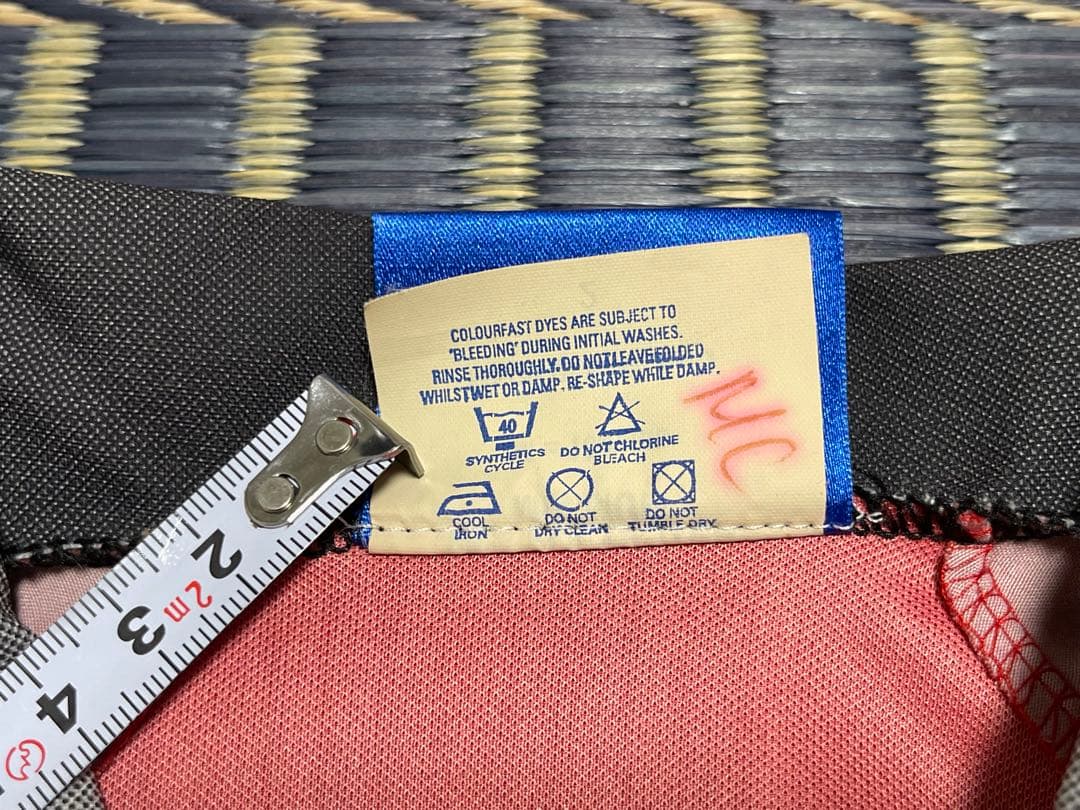 COLOURFAST DYES ARE SUBJECT TO
'BLEEDING' DURING INITIAL WASHES.
RINSE THOROUGHLY. DO NOT LEAVE FOLDED
WHILST WET OR DAMP. RE-SHAPE WHILE DAMP.
MC
40
SYNTHETICS
CYCLE
DO NOT CHLORINE
BLEACH
COOL
IRON
DO NOT
DRY CLEAN
DO NOT
TUMBLE DRY
2
2m
3
4